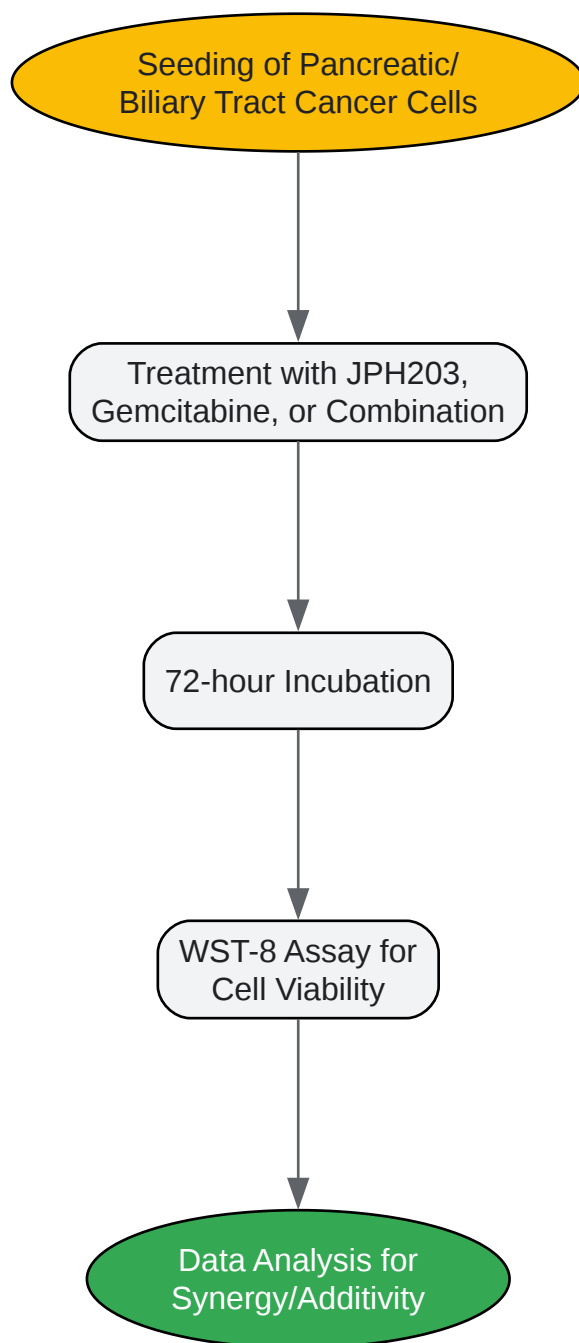 Seeding of Pancreatic/
Biliary Tract Cancer Cells
Treatment with JPH203,
Gemcitabine, or Combination
72-hour Incubation
WST-8 Assay for
Cell Viability
Data Analysis for
Synergy/Additivity